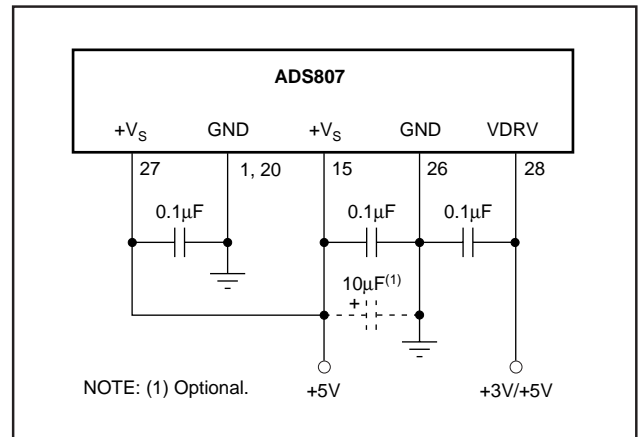 ADS807
+VS GND +VS GND VDRV
27 1, 20 15 26 28
0.1µF 0.1µF 0.1µF
10µF(1)
+
NOTE: (1) Optional. +5V +3V/+5V